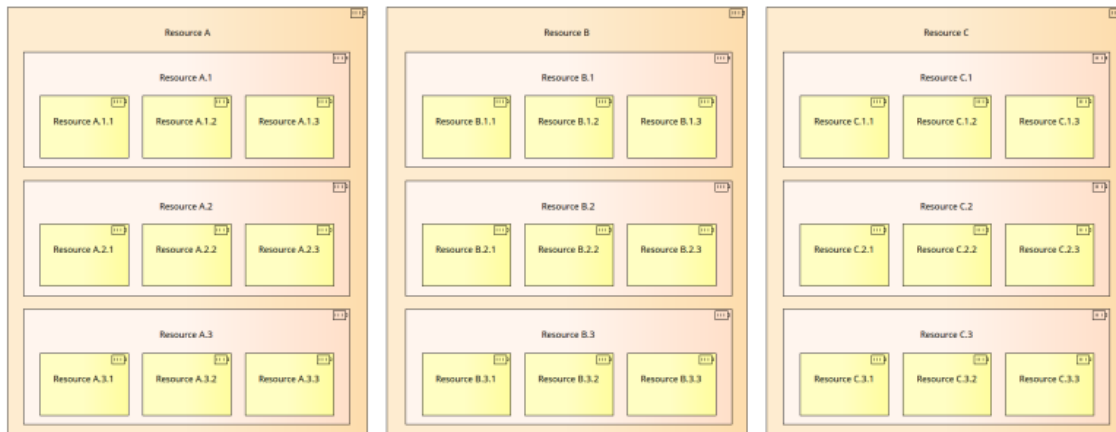 Resource A
Resource A.1
Resource A.1.1 Resource A.1.2 Resource A.1.3
Resource A.2
Resource A.2.1 Resource A.2.2 Resource A.2.3
Resource A.3
Resource A.3.1 Resource A.3.2 Resource A.3.3
Resource B
Resource B.1
Resource B.1.1 Resource B.1.2 Resource B.1.3
Resource B.2
Resource B.2.1 Resource B.2.2 Resource B.2.3
Resource B.3
Resource B.3.1 Resource B.3.2 Resource B.3.3
Resource C
Resource C.1
Resource C.1.1 Resource C.1.2 Resource C.1.3
Resource C.2
Resource C.2.1 Resource C.2.2 Resource C.2.3
Resource C.3
Resource C.3.1 Resource C.3.2 Resource C.3.3